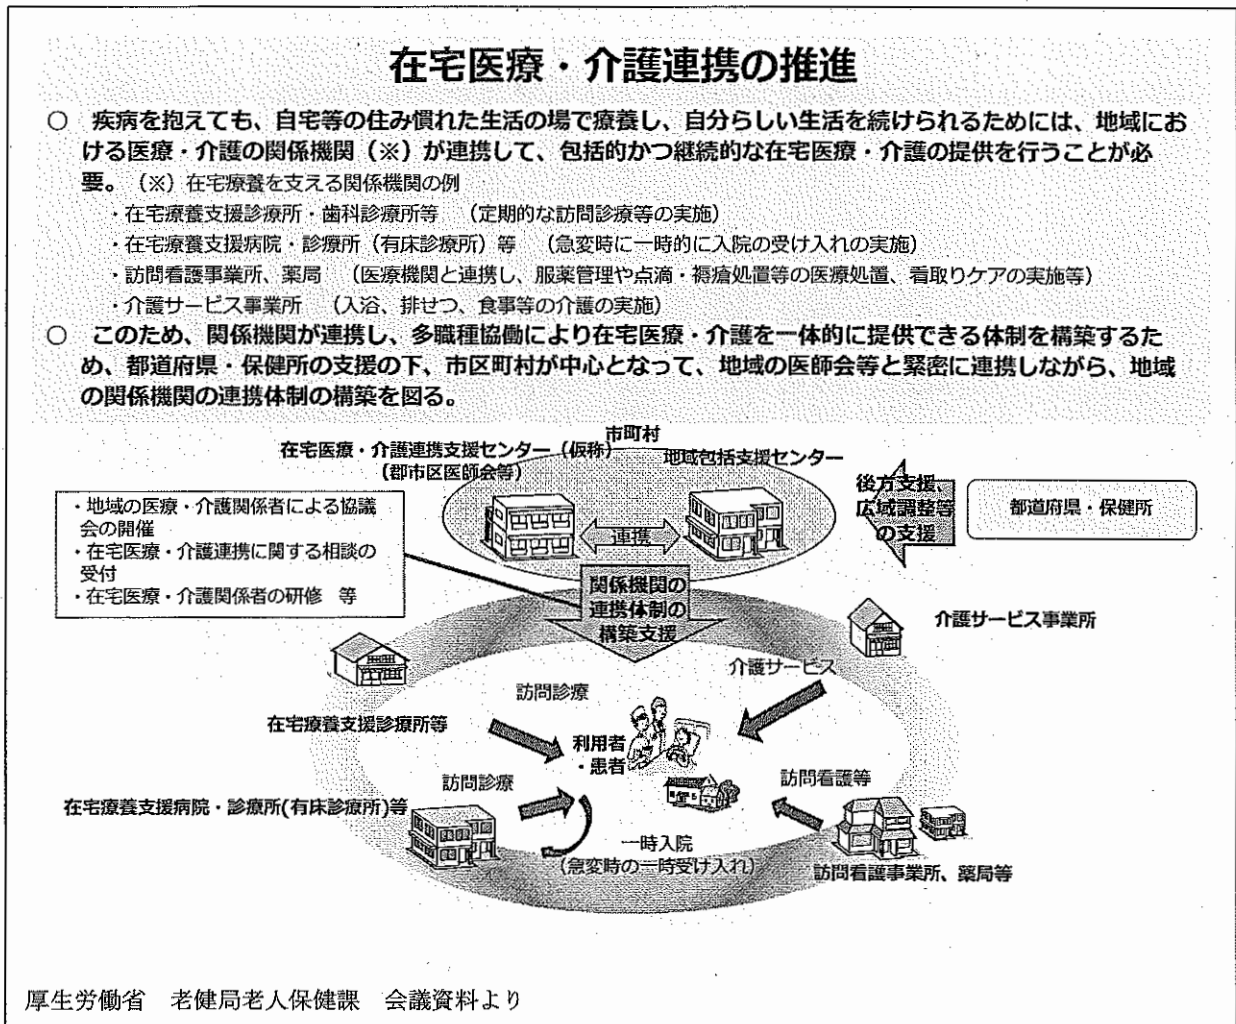 在宅医療・介護連携の推進
○ 疾病を抱えても、自宅等の住み慣れた生活の場で療養し、自分らしい生活を続けられるためには、地域にお
ける医療・介護の関係機関（※）が連携して、包括的かつ継続的な在宅医療・介護の提供を行うことが必
要。（※）在宅療養を支える関係機関の例
・在宅療養支援診療所・歯科診療所等 （定期的な訪問診療等の実施）
・在宅療養支援病院・診療所（有床診療所）等 （急変時に一時的に入院の受け入れの実施）
・訪問看護事業所、薬局 （医療機関と連携し、服薬管理や点滴・褥瘡処置等の医療処置、看取りケアの実施等）
・介護サービス事業所 （入浴、排せつ、食事等の介護の実施）
○ このため、関係機関が連携し、多職種協働により在宅医療・介護を一体的に提供できる体制を構築するた
め、都道府県・保健所の支援の下、市区町村が中心となって、地域の医師会等と緊密に連携しながら、地域
の関係機関の連携体制の構築を図る。
市町村
在宅医療・介護連携支援センター（仮称）
（郡市区医師会等）
地域包括支援センター
連携
後方支援、
広域調整等
の支援
都道府県・保健所
・地域の医療・介護関係者による協議
会の開催
・在宅医療・介護連携に関する相談の
受付
・在宅医療・介護関係者の研修 等
関係機関の
連携体制の
構築支援
介護サービス事業所
介護サービス
訪問診療
在宅療養支援診療所等
利用者
・患者
訪問診療
訪問看護等
在宅療養支援病院・診療所(有床診療所)等
一時入院
（急変時の一時受け入れ）
訪問看護事業所、薬局等
厚生労働省 老健局老人保健課 会議資料より